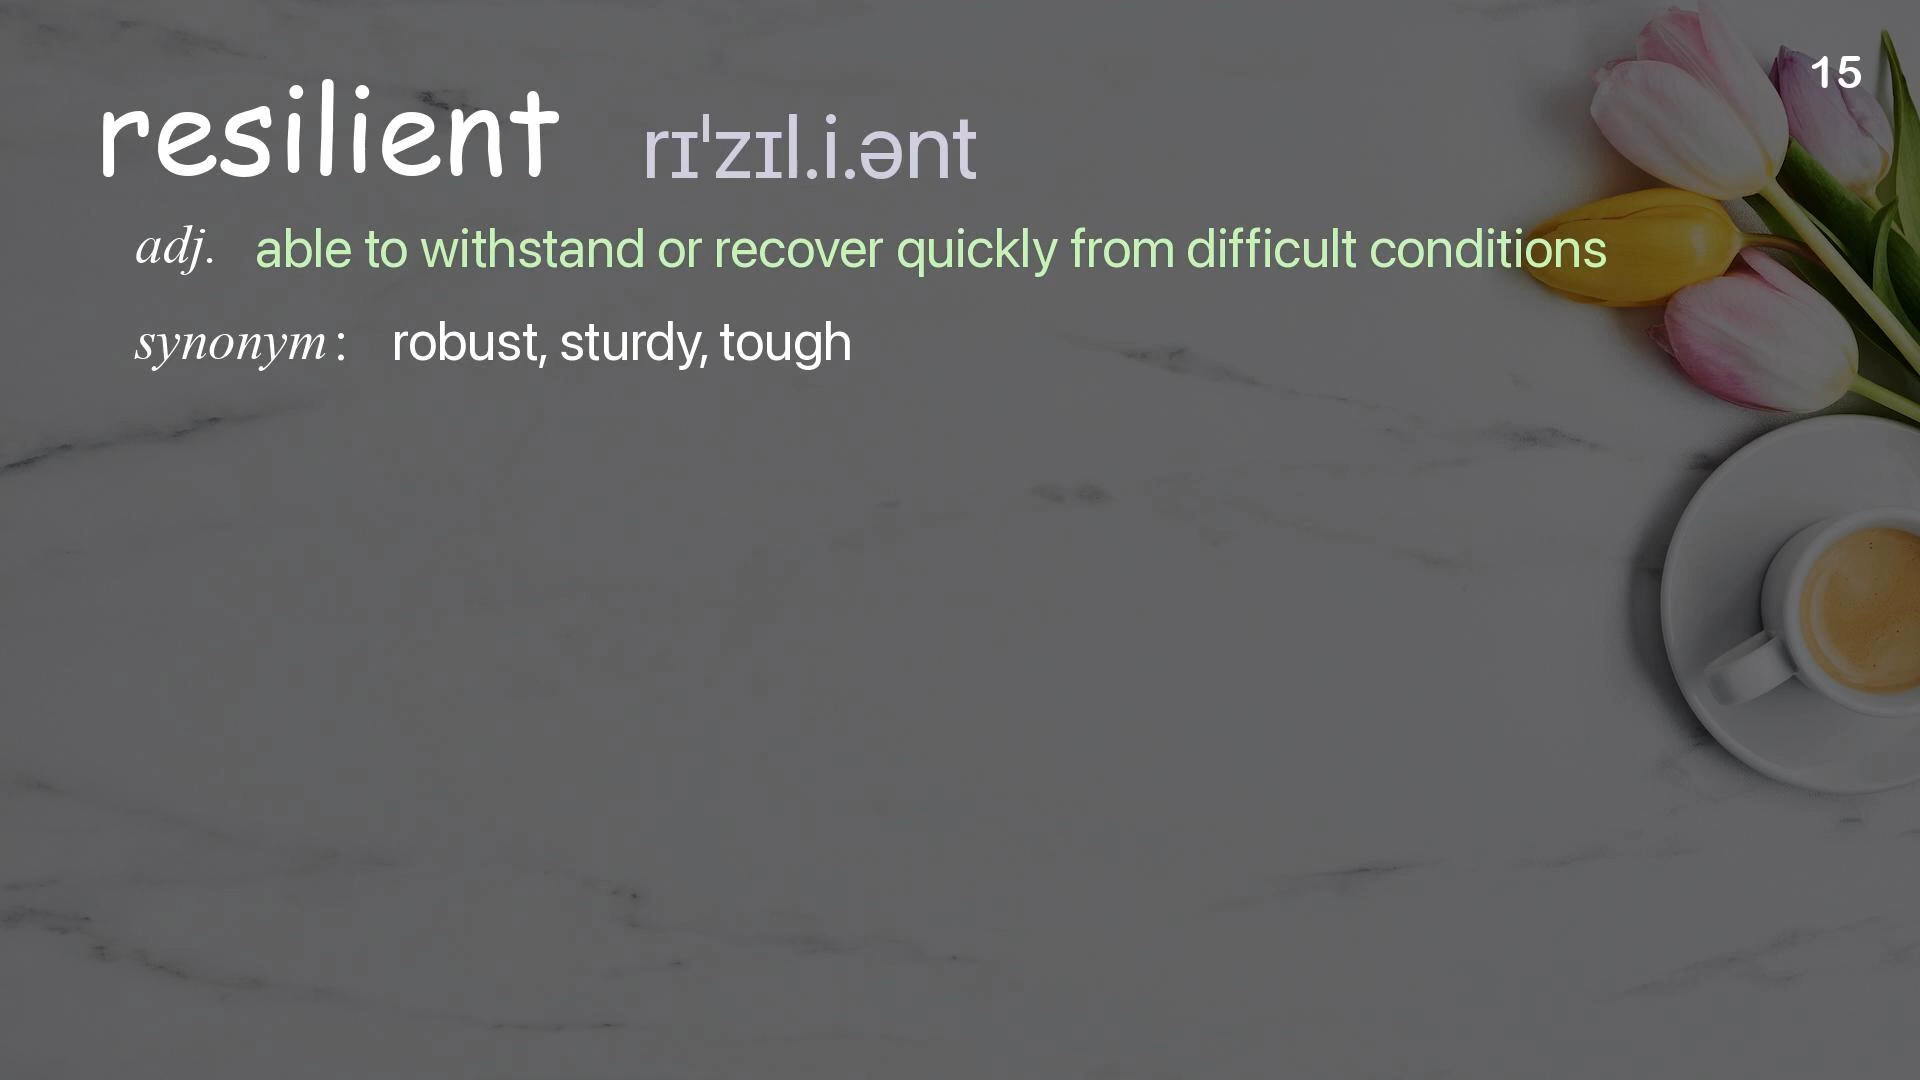 15
resilient rɪˈzɪl.i.ənt
adj. able to withstand or recover quickly from difficult conditions
synonym : robust, sturdy, tough